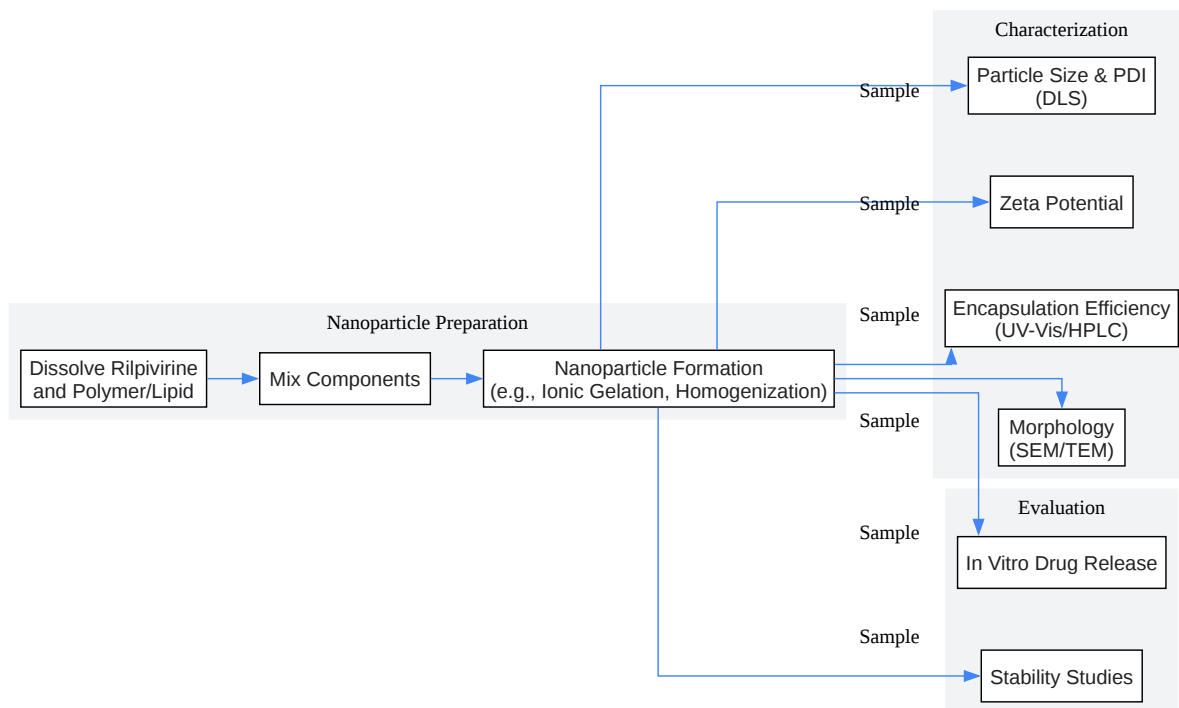 Characterization
Particle Size & PDI
(DLS)
Sample
Zeta Potential
Sample
Encapsulation Efficiency
(UV-Vis/HPLC)
Sample
Nanoparticle Preparation
Dissolve Rilpivirine
and Polymer/Lipid
Mix Components
Nanoparticle Formation
(e.g., Ionic Gelation, Homogenization)
Sample
Morphology
(SEM/TEM)
Evaluation
Sample
In Vitro Drug Release
Sample
Stability Studies